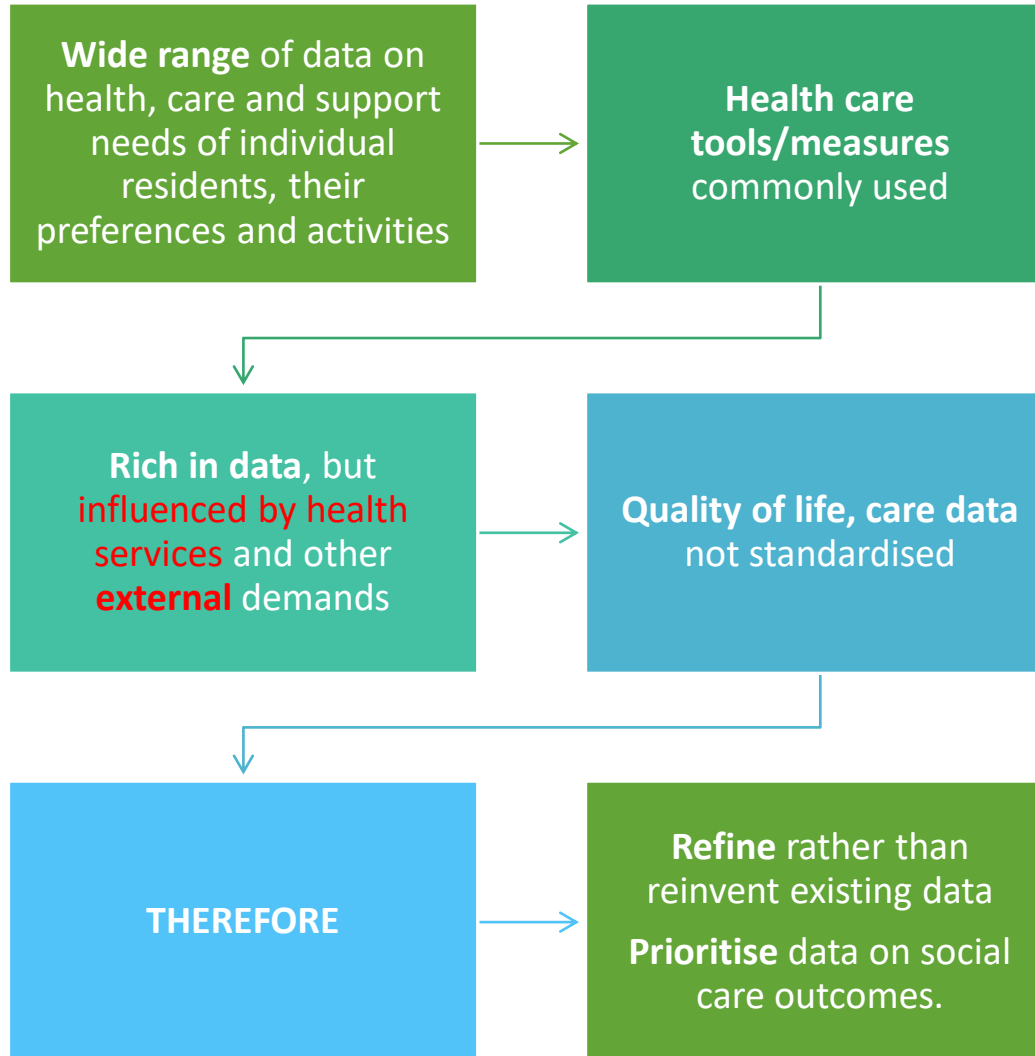 Wide range of data on
health, care and support
needs of individual
residents, their
preferences and activities
Health care
tools/measures
commonly used
Rich in data, but
influenced by health
services and other
external demands
Quality of life, care data
not standardised
THEREFORE
Refine rather than
reinvent existing data
Prioritise data on social
care outcomes.